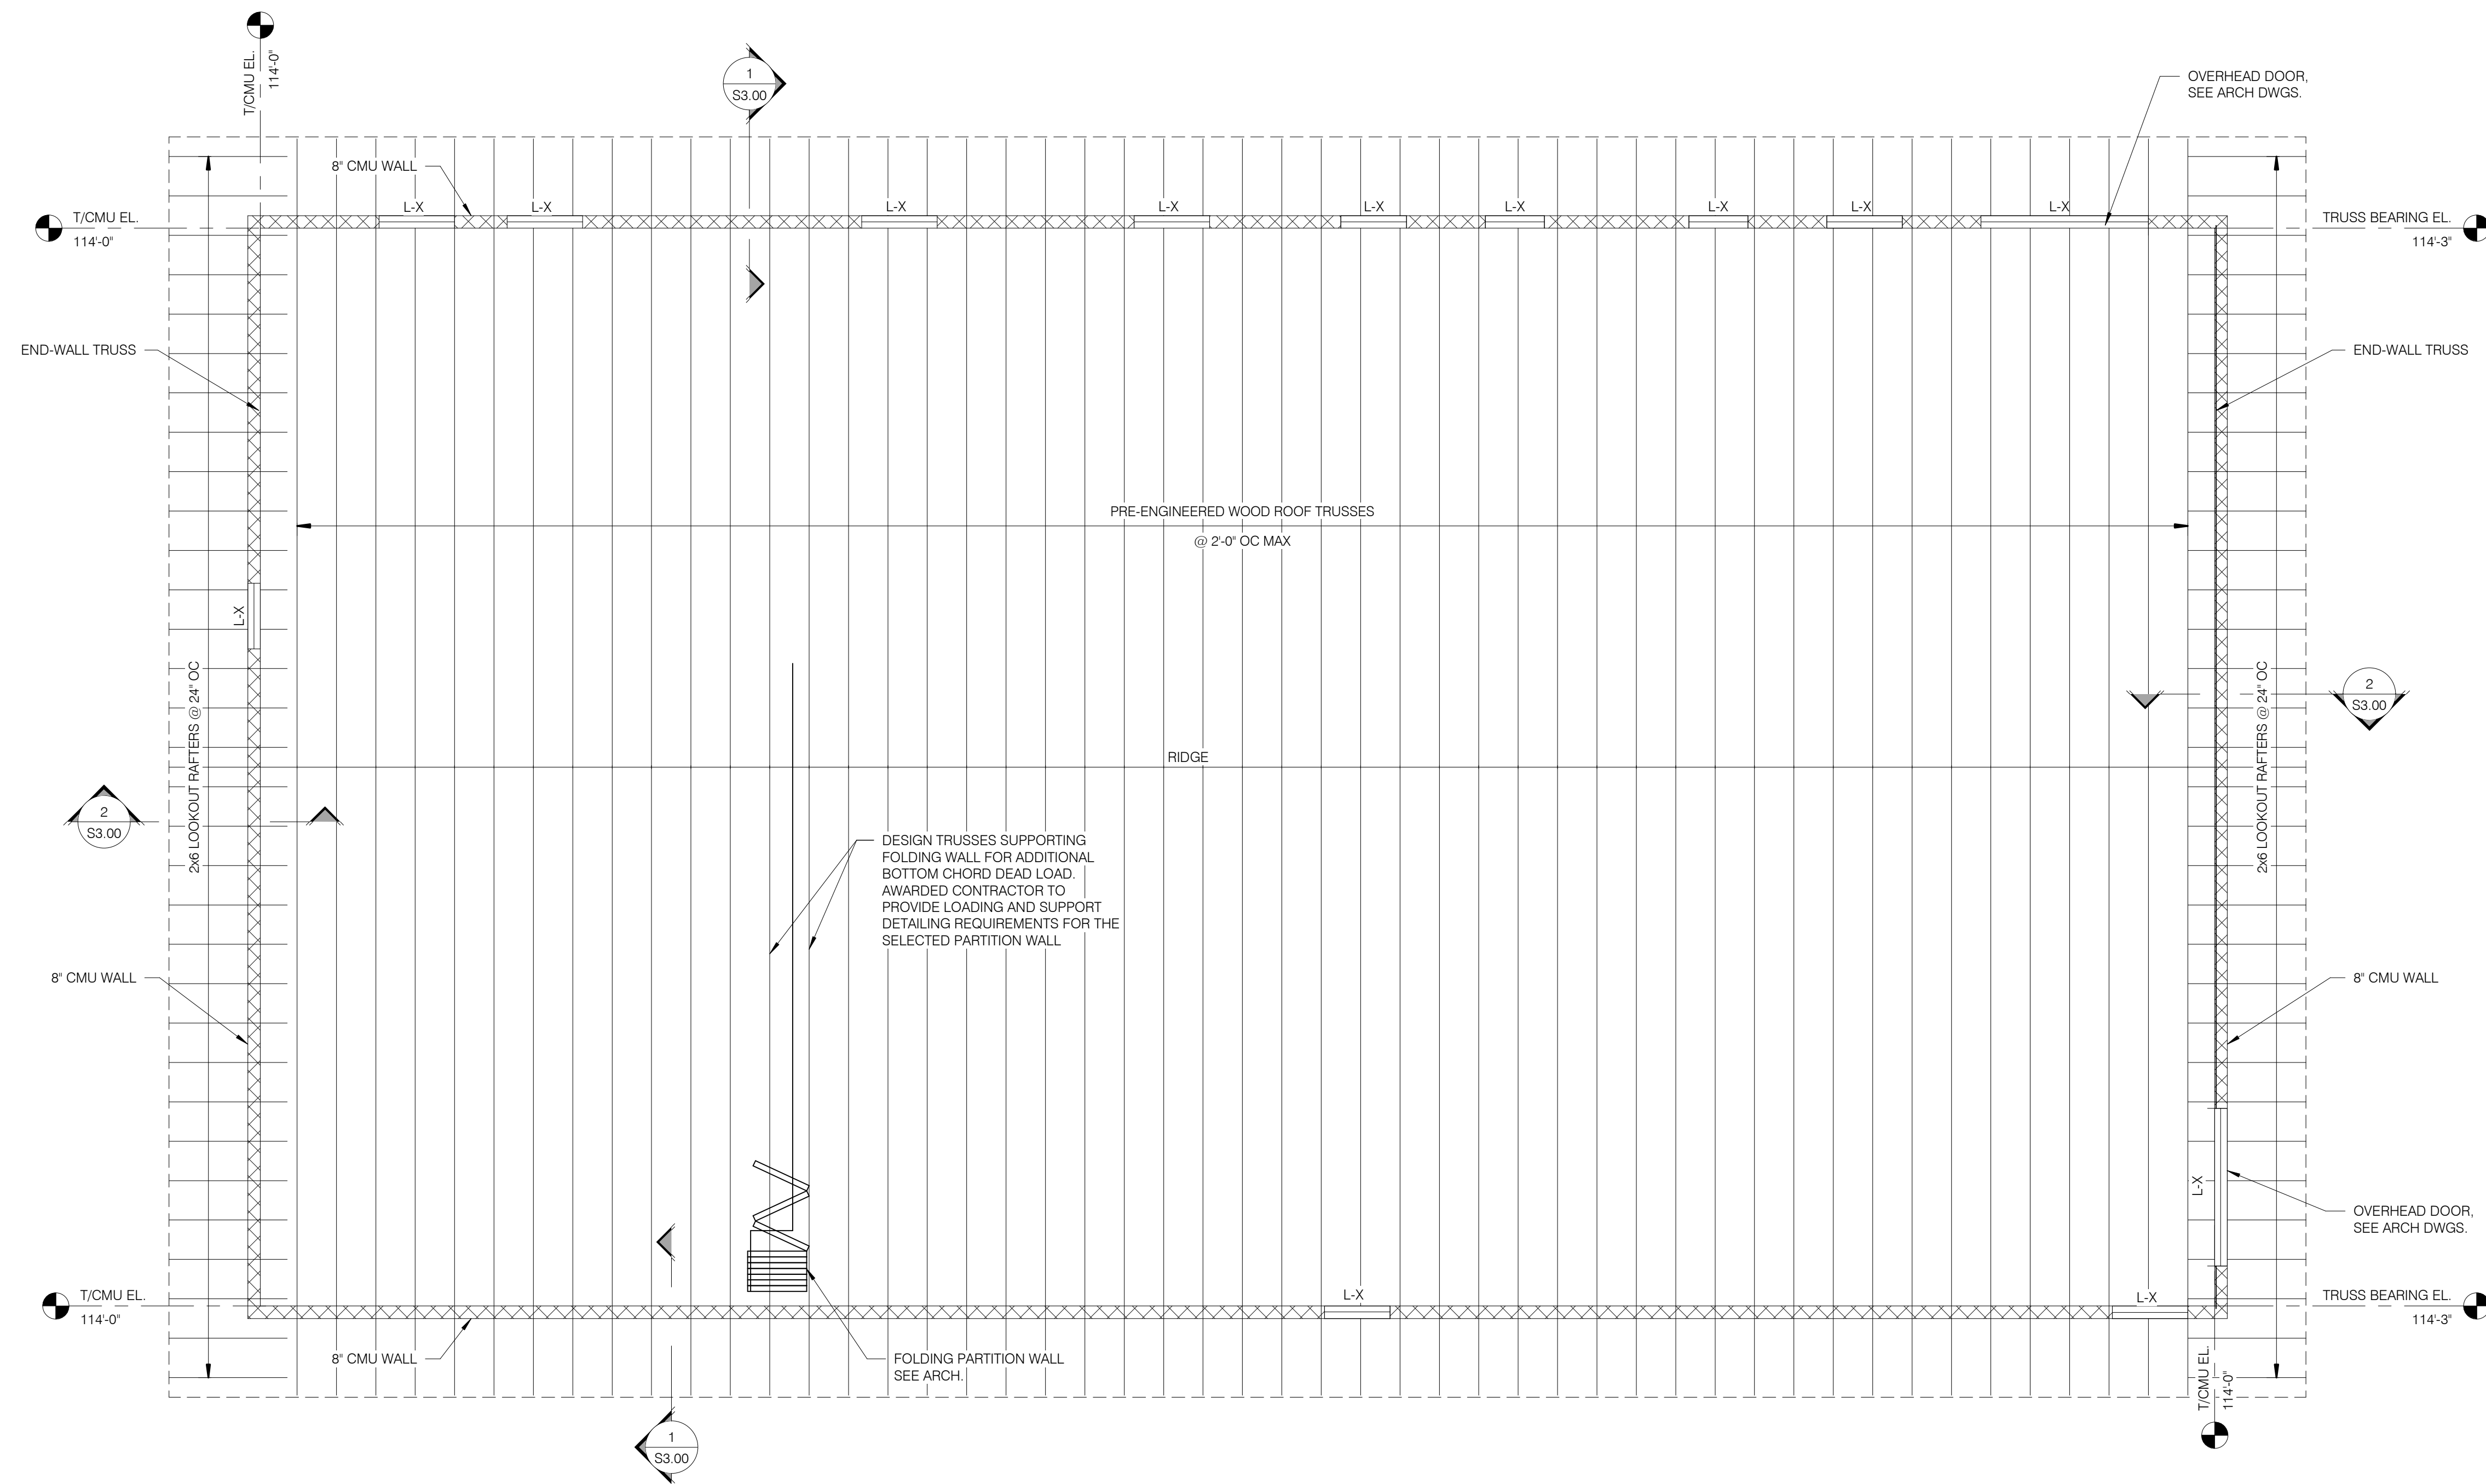 T/CMU EL.
114'-0"
1
S3.00
OVERHEAD DOOR,
SEE ARCH DWGS.
8" CMU WALL
L-X
L-X
L-X
L-X
L-X
L-X
L-X
L-X
L-X
T/CMU EL.
114'-0"
TRUSS BEARING EL.
114'-3"
END-WALL TRUSS
END-WALL TRUSS
PRE-ENGINEERED WOOD ROOF TRUSSES
@ 2'-0" OC MAX
L-X
2x6 LOOKOUT RAFTERS @ 24" OC
2x6 LOOKOUT RAFTERS @ 24" OC
2
S3.00
RIDGE
2
S3.00
DESIGN TRUSSES SUPPORTING
FOLDING WALL FOR ADDITIONAL
BOTTOM CHORD DEAD LOAD.
AWARDED CONTRACTOR TO
PROVIDE LOADING AND SUPPORT
DETAILING REQUIREMENTS FOR THE
SELECTED PARTITION WALL
8" CMU WALL
8" CMU WALL
L-X
OVERHEAD DOOR,
SEE ARCH DWGS.
T/CMU EL.
114'-0"
L-X
L-X
TRUSS BEARING EL.
114'-3"
8" CMU WALL
FOLDING PARTITION WALL
SEE ARCH.
T/CMU EL.
114'-0"
1
S3.00